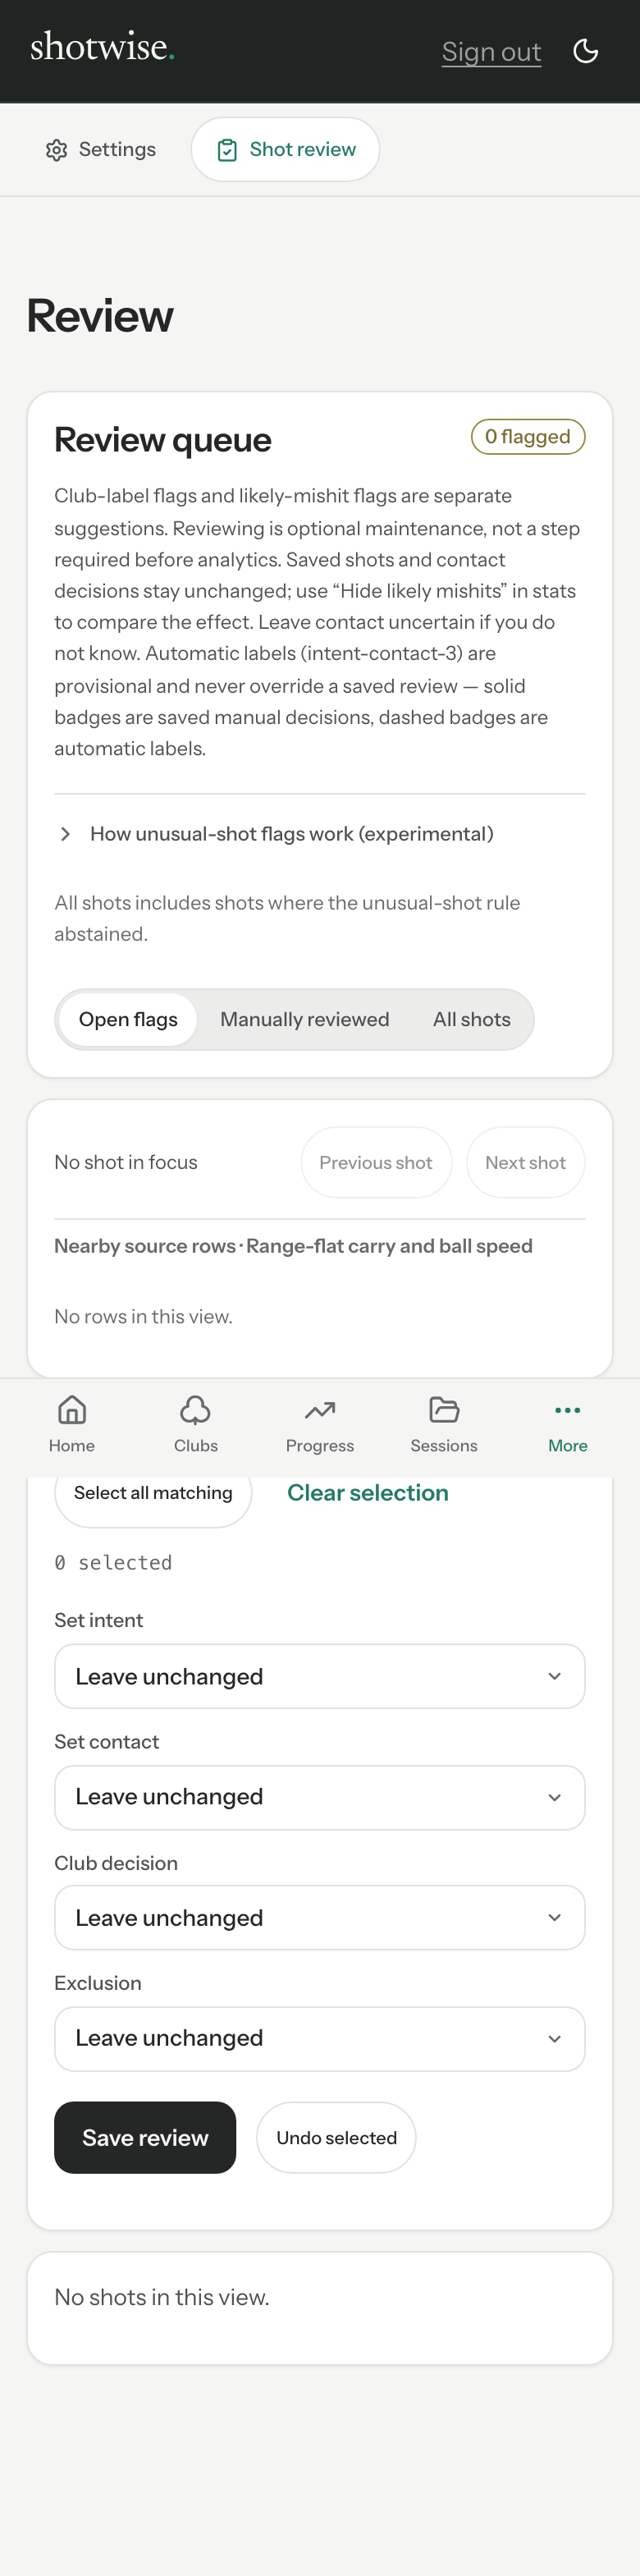 shotwise.
Sign out
Settings
Shot review
Review
Review queue
0 flagged
Club-label flags and likely-mishit flags are separate
suggestions. Reviewing is optional maintenance, not a step
required before analytics. Saved shots and contact
decisions stay unchanged; use “Hide likely mishits” in stats
to compare the effect. Leave contact uncertain if you do
not know. Automatic labels (intent-contact-3) are
provisional and never override a saved review — solid
badges are saved manual decisions, dashed badges are
automatic labels.
How unusual-shot flags work (experimental)
All shots includes shots where the unusual-shot rule
abstained.
Open flags
Manually reviewed
All shots
No shot in focus
Previous shot
Next shot
Nearby source rows · Range-flat carry and ball speed
No rows in this view.
Home
Clubs
Progress
Sessions
More
Select all matching
Clear selection
0 selected
Set intent
Leave unchanged
Set contact
Leave unchanged
Club decision
Leave unchanged
Exclusion
Leave unchanged
Save review
Undo selected
No shots in this view.